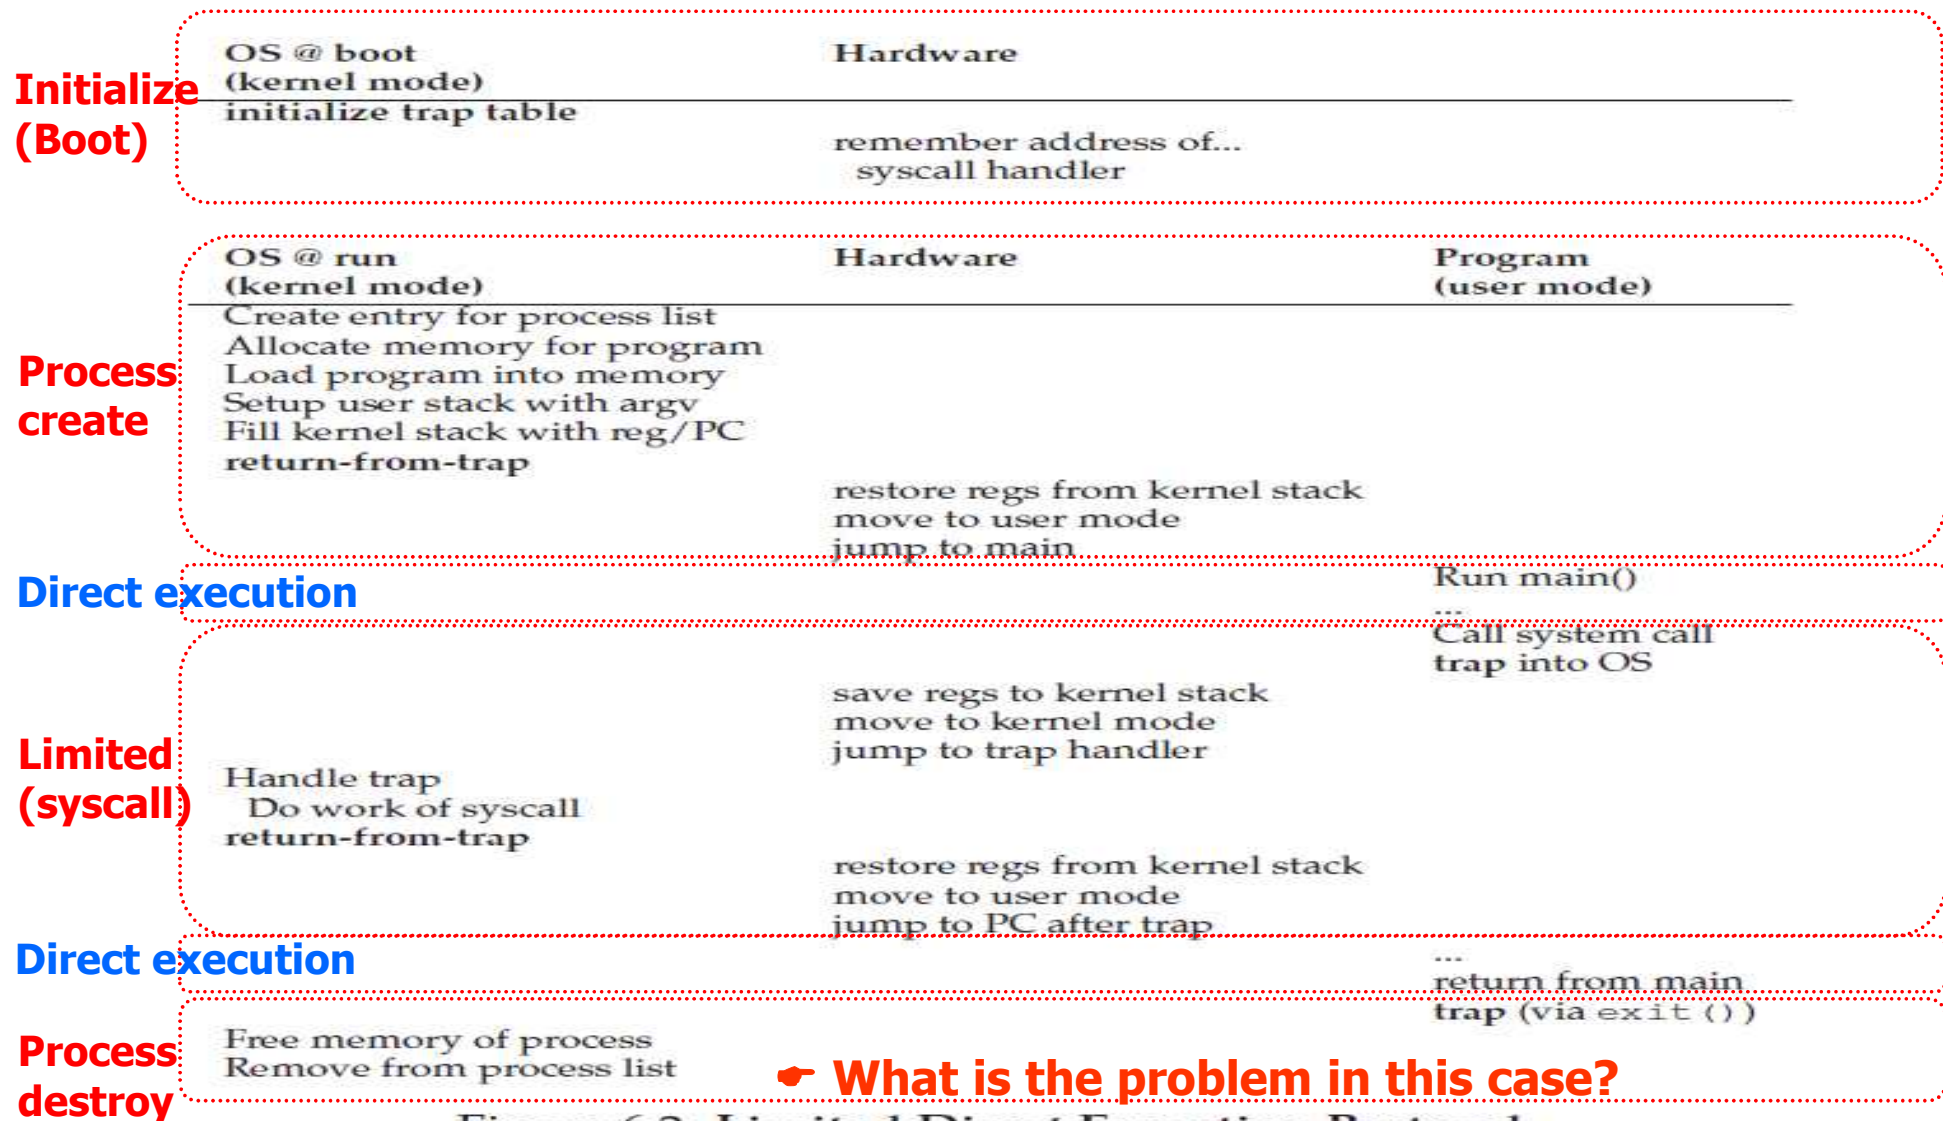 Initialize
(Boot)
OS @ boot
(kernel mode)
Hardware
initialize trap table
remember address of...
syscall handler
Process
create
OS @ run
(kernel mode)
Hardware
Program
(user mode)
Create entry for process list
Allocate memory for program
Load program into memory
Setup user stack with argv
Fill kernel stack with reg/PC
return-from-trap
restore regs from kernel stack
move to user mode
jump to main
Direct execution
Run main()
...
Limited
(syscall)
Call system call
trap into OS
save regs to kernel stack
move to kernel mode
jump to trap handler
Handle trap
Do work of syscall
return-from-trap
restore regs from kernel stack
move to user mode
jump to PC after trap
Direct execution
...
return from main
Process
destroy
trap (via exit())
Free memory of process
Remove from process list
☛ What is the problem in this case?